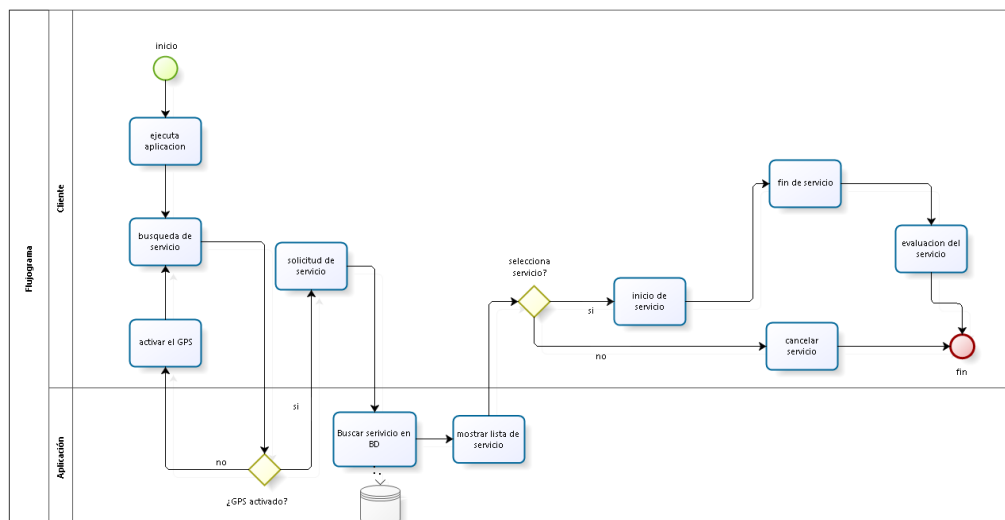 Flujograma
Cliente
Aplicación
inicio
ejecuta
aplicacion
busqueda de
servicio
activar el GPS
solicitud de
servicio
si
no
¿GPS activado?
Buscar serivicio en
BD
mostrar lista de
servicio
selecciona
servicio?
si
no
inicio de
servicio
fin de servicio
evaluacion del
servicio
cancelar
servicio
fin